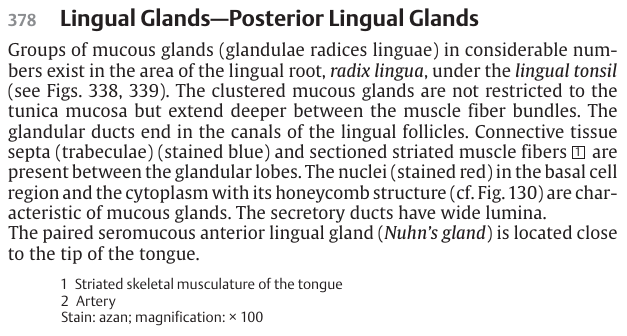 378 Lingual Glands—Posterior Lingual Glands
Groups of mucous glands (glandulae radices linguae) in considerable num-
bers exist in the area of the lingual root, radix lingua, under the lingual tonsil
(see Figs. 338, 339). The clustered mucous glands are not restricted to the
tunica mucosa but extend deeper between the muscle fiber bundles. The
glandular ducts end in the canals of the lingual follicles. Connective tissue
septa (trabeculae) (stained blue) and sectioned striated muscle fibers 1 are
present between the glandular lobes. The nuclei (stained red) in the basal cell
region and the cytoplasm with its honeycomb structure (cf. Fig. 130) are char-
acteristic of mucous glands. The secretory ducts have wide lumina.
The paired seromucous anterior lingual gland (Nuhn's gland) is located close
to the tip of the tongue.
1 Striated skeletal musculature of the tongue
2 Artery
Stain: azan; magnification: × 100